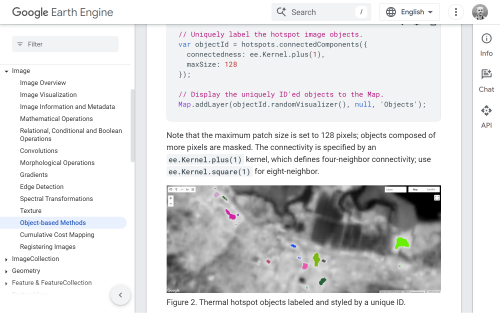 Google Earth Engine
Search
/
English
Filter
Image
Image Overview
Image Visualization
Image Information and Metadata
Mathematical Operations
Relational, Conditional and Boolean
Operations
Convolutions
Morphological Operations
Gradients
Edge Detection
Spectral Transformations
Texture
Object-based Methods
Cumulative Cost Mapping
Registering Images
ImageCollection
Geometry
Feature & FeatureCollection
// Uniquely label the hotspot image objects.
var objectId = hotspots.connectedComponents({
connectedness: ee.Kernel.plus(1),
maxSize: 128
});
// Display the uniquely ID'ed objects to the Map.
Map.addLayer(objectId.randomVisualizer(), null, 'Objects');
Note that the maximum patch size is set to 128 pixels; objects composed of
more pixels are masked. The connectivity is specified by an
ee.Kernel.plus(1) kernel, which defines four-neighbor connectivity; use
ee.Kernel.square(1) for eight-neighbor.
Google
Figure 2. Thermal hotspot objects labeled and styled by a unique ID.
Info
Chat
API